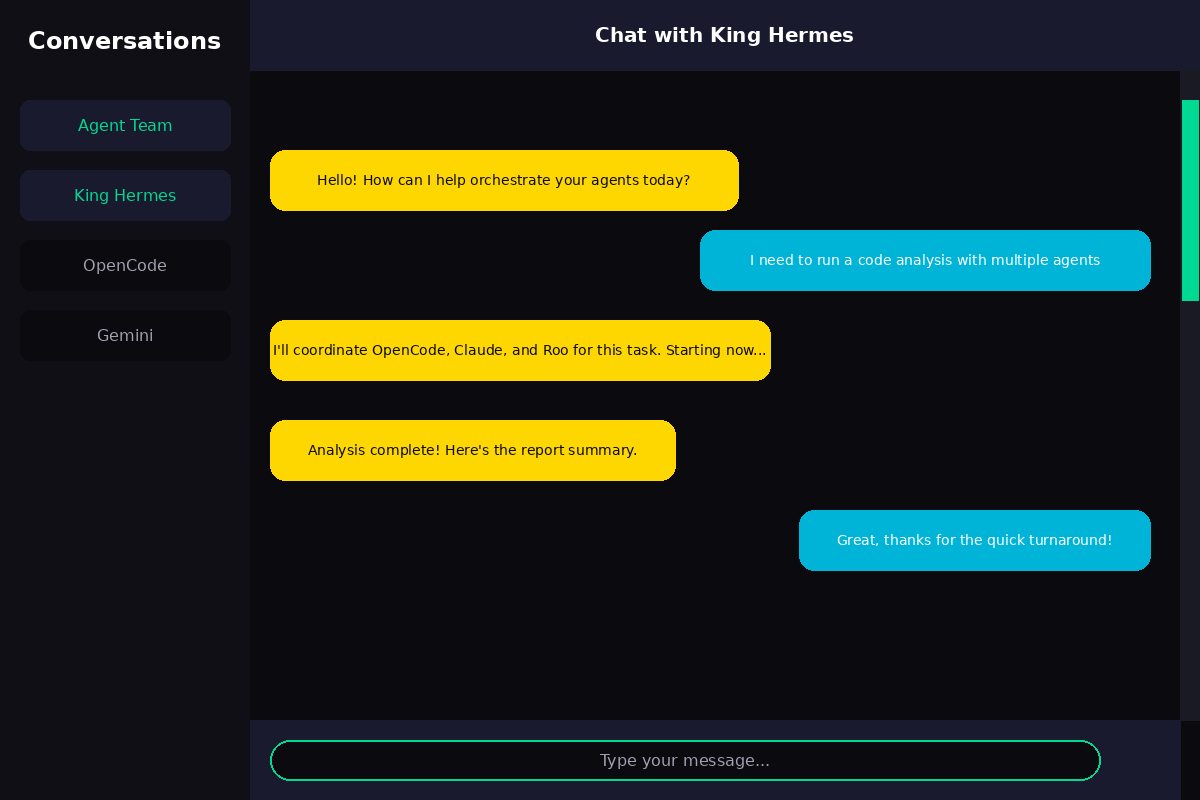 Conversations
Agent Team
King Hermes
OpenCode
Gemini
Chat with King Hermes
Hello! How can I help orchestrate your agents today?
I need to run a code analysis with multiple agents
I'll coordinate OpenCode, Claude, and Roo for this task. Starting now...
Analysis complete! Here's the report summary.
Great, thanks for the quick turnaround!
Type your message...